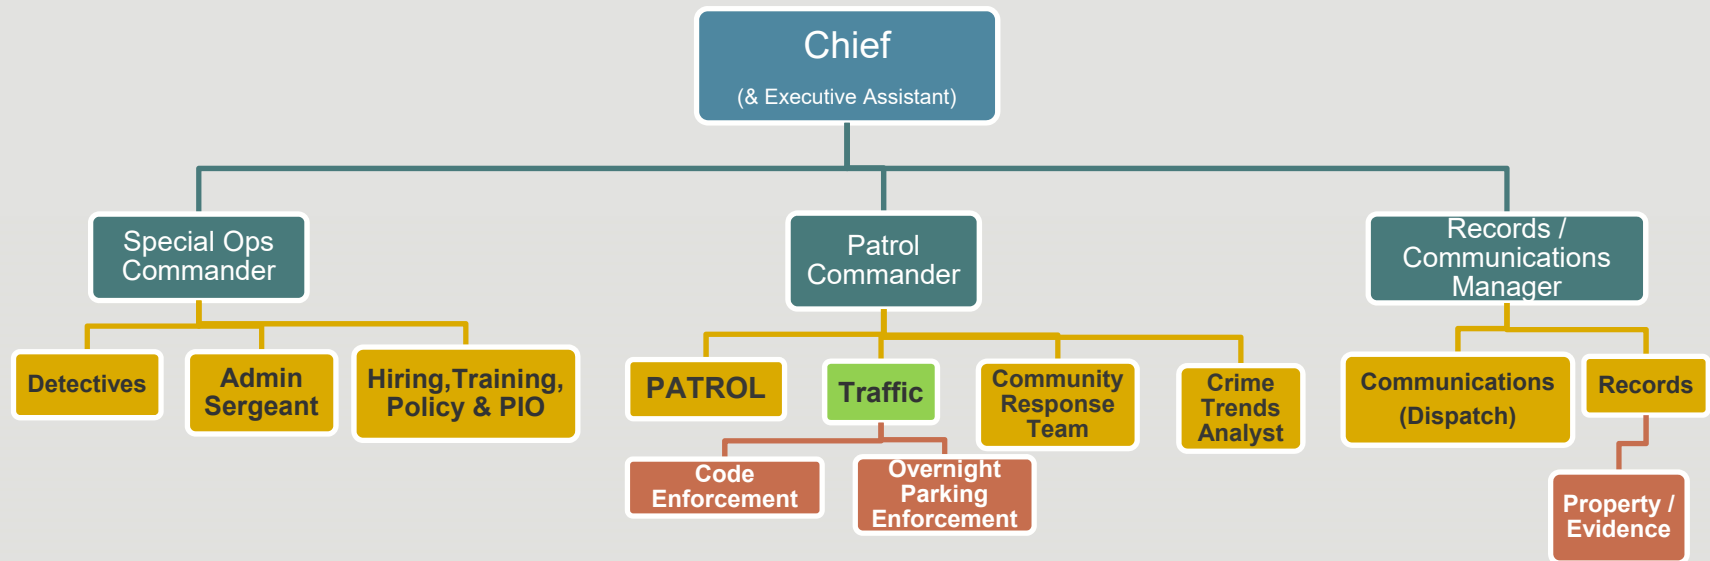 Chief
(& Executive Assistant)
Special Ops
Commander
Patrol
Commander
Records /
Communications
Manager
Detectives
Admin
Sergeant
Hiring,Training,
Policy & PIO
PATROL
Traffic
Community
Response
Team
Crime
Trends
Analyst
Communications
(Dispatch)
Records
Code
Enforcement
Overnight
Parking
Enforcement
Property /
Evidence